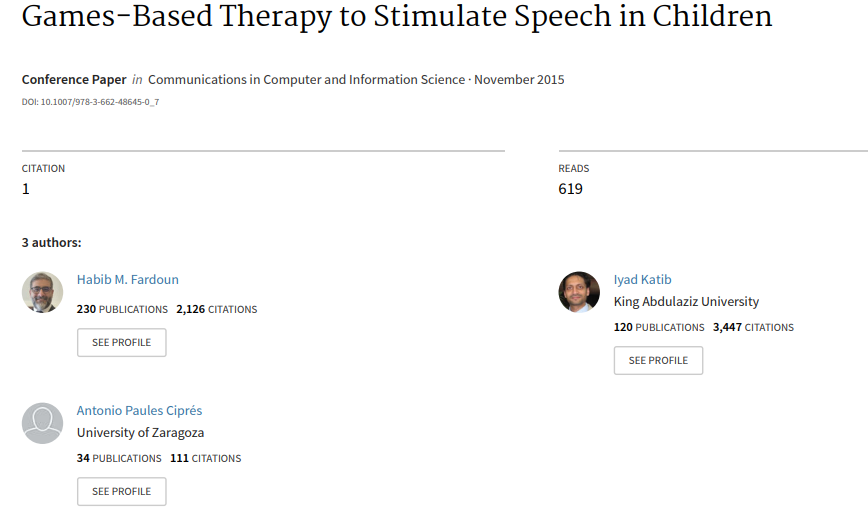 Games-Based Therapy to Stimulate Speech in Children
Conference Paper in Communications in Computer and Information Science · November 2015
DOI: 10.1007/978-3-662-48645-0_7
CITATION
1
READS
619
3 authors:
Habib M. Fardoun
230 PUBLICATIONS 2,126 CITATIONS
SEE PROFILE
Iyad Katib
King Abdulaziz University
120 PUBLICATIONS 3,447 CITATIONS
SEE PROFILE
Antonio Paules Ciprés
University of Zaragoza
34 PUBLICATIONS 111 CITATIONS
SEE PROFILE